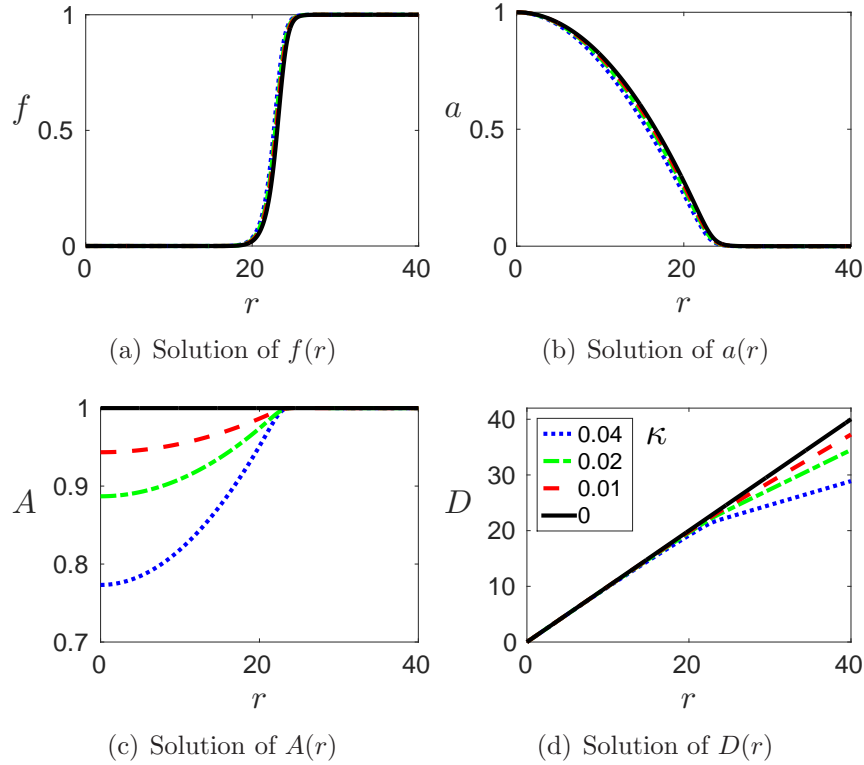 1
f
0.5
0
0
20
40
r
(a) Solution of f(r)
1
a
0.5
0
0
20
40
r
(b) Solution of a(r)
1
0.9
A
0.8
0.7
0
20
40
r
(c) Solution of A(r)
40
30
D
20
10
0
0
20
40
r
0.04 κ
0.02
0.01
0
(d) Solution of D(r)